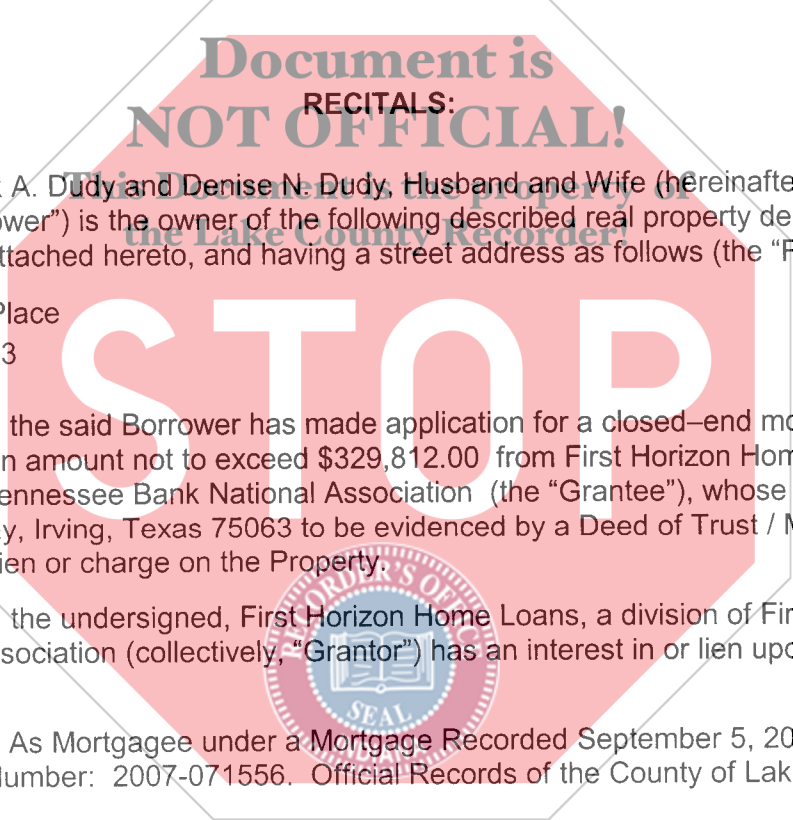 Document is
RECITALS:
NOT OFFICIAL!
A. Dudy and Denise N. Dudy, Husband and Wife (hereinafte
This Document is the property of
ower") is the owner of the following described real property de
the Lake County Recorder!
ttached hereto, and having a street address as follows (the "
Place
3
STOP
the said Borrower has made application for a closed–end mo
n amount not to exceed $329,812.00 from First Horizon Hom
ennessee Bank National Association (the "Grantee"), whose
y, Irving, Texas 75063 to be evidenced by a Deed of Trust / M
ien or charge on the Property.
RECORDER'S OFFICE
the undersigned, First Horizon Home Loans, a division of Fir
sociation (collectively, "Grantor") has an interest in or lien upo
SEAL
As Mortgagee under a Mortgage Recorded September 5, 20
INDIANA
umber: 2007-071556. Official Records of the County of Lak